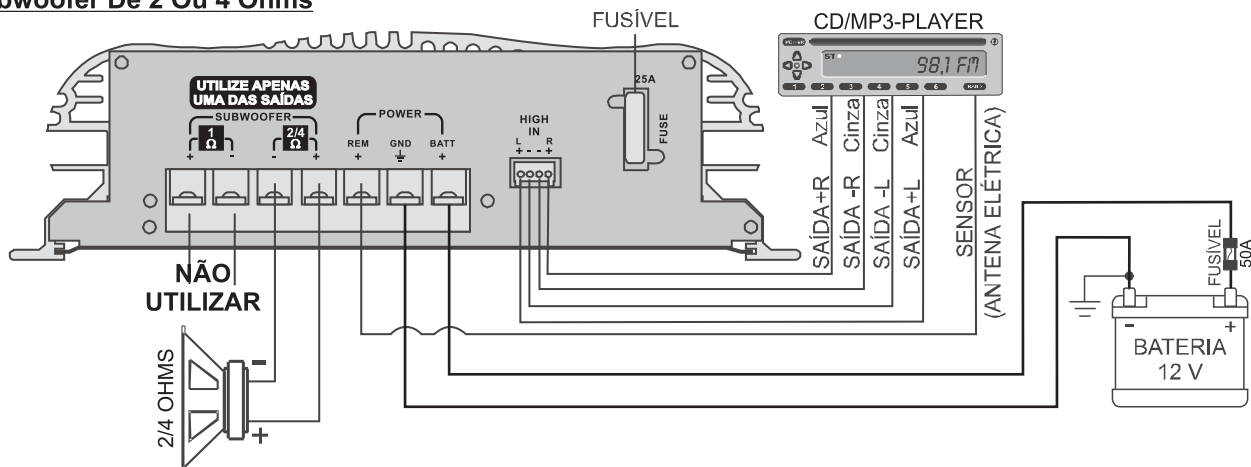 bwoofer De 2 Ou 4 Ohms
FUSÍVEL
CD/MP3-PLAYER
UTILIZE APENAS
UMA DAS SAÍDAS
SUBWOOFER
1
Ω
2/4
Ω
+ - - +
POWER
REM
+
GND
BATT
+
HIGH
IN
L R
+ - - +
25A
FUSE
POWER
ST
98,1 FM
1 2 3 4 5 6
SAÍDA+R Azul
SAÍDA -R Cinza
SAÍDA -L Cinza
SAÍDA+L Azul
SENSOR
(ANTENA ELÉTRICA)
NÃO
UTILIZAR
2/4 OHMS
-
+
FUSÍVEL
50A
- +
BATERIA
12 V